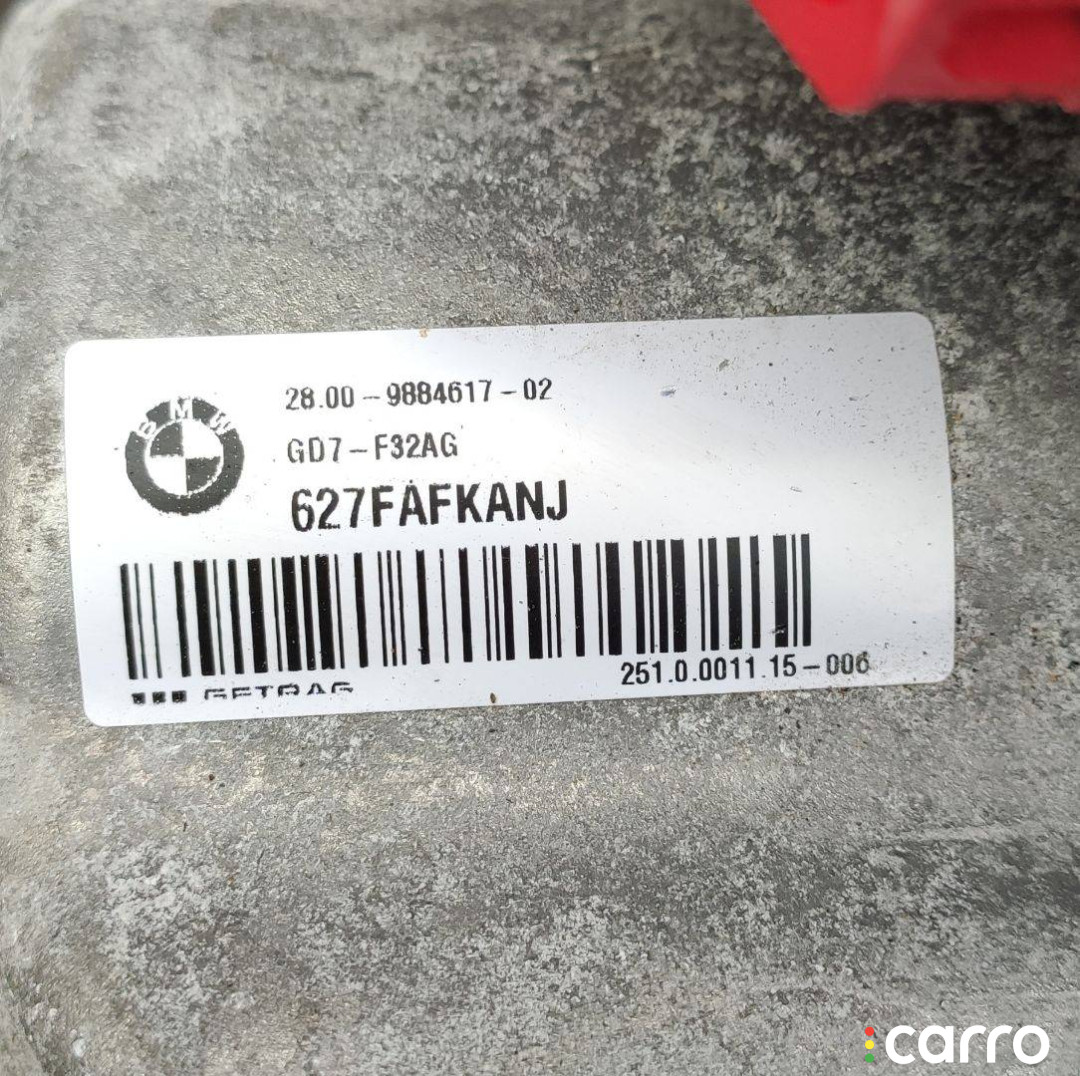 BMW
28.00-9884617-02
GD7-F32AG
627FAFKANJ
GETRAG
251.0.0011.15-006
carro